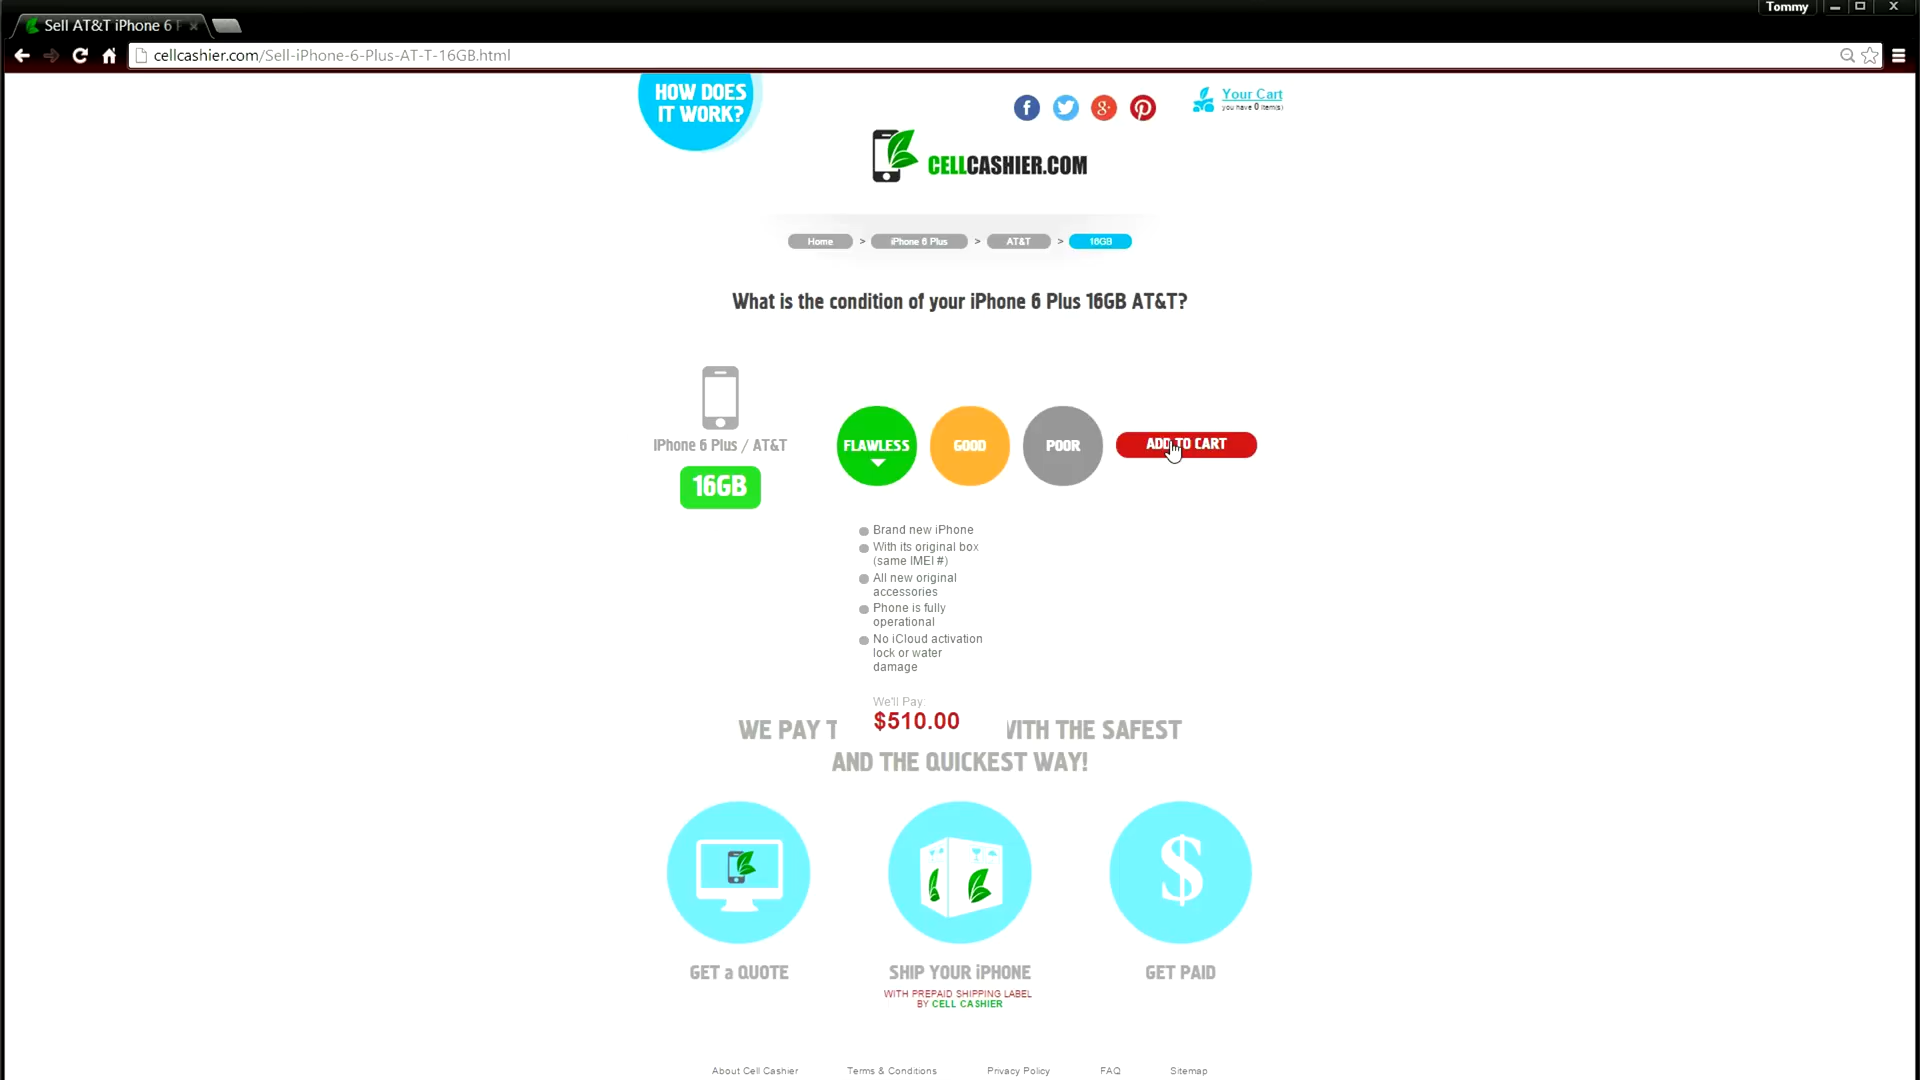 Tommy
Sell AT&T iPhone 6
cellcashier.com/Sell-iPhone-6-Plus-AT-T-16GB.html
HOW DOES
IT WORK?
Your Cart
you have 0 item(s)
CELLCASHIER.COM
Home > iPhone 6 Plus > AT&T > 16GB
What is the condition of your iPhone 6 Plus 16GB AT&T?
iPhone 6 Plus / AT&T
16GB
FLAWLESS
GOOD
POOR
ADD TO CART
Brand new iPhone
With its original box
(same IMEI #)
All new original
accessories
Phone is fully
operational
No iCloud activation
lock or water
damage
We'll Pay:
$510.00
WE PAY T WITH THE SAFEST
AND THE QUICKEST WAY!
GET a QUOTE
SHIP YOUR iPHONE
WITH PREPAID SHIPPING LABEL
BY CELL CASHIER
GET PAID
About Cell Cashier
Terms & Conditions
Privacy Policy
FAQ
Sitemap